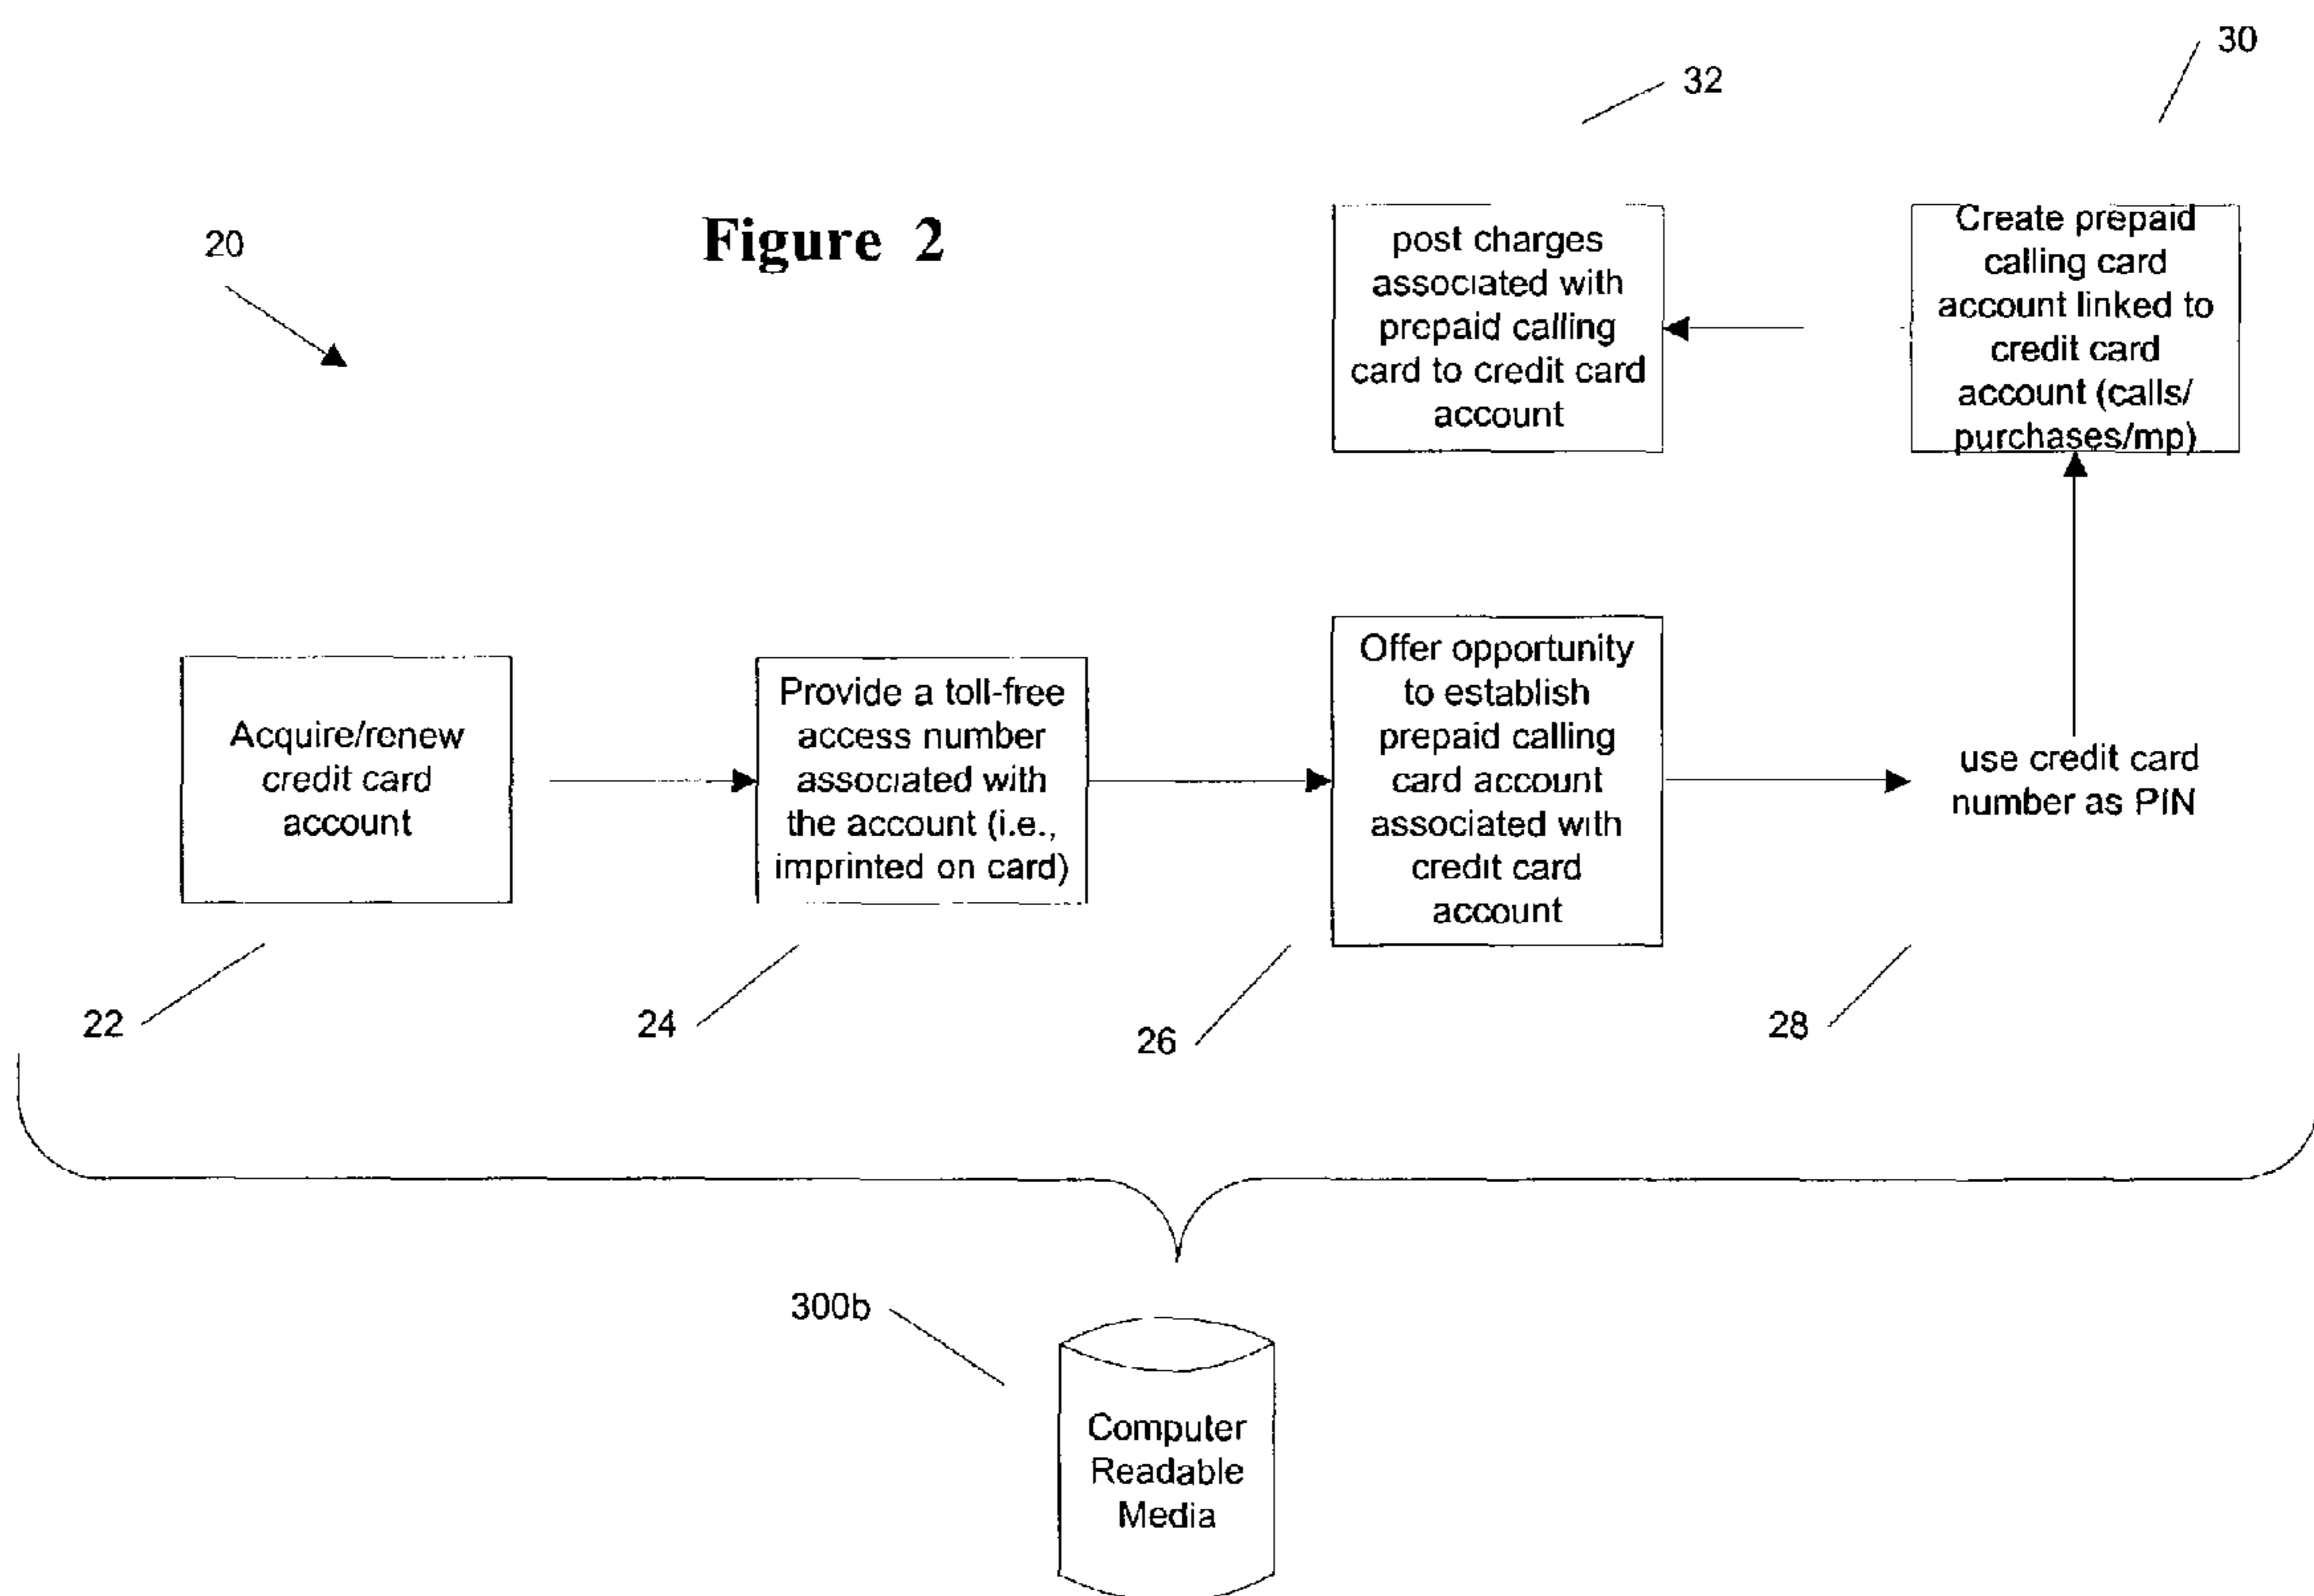 30
32
20
Figure 2
post charges
associated with
prepaid calling
card to credit card
account
Create prepaid
calling card
account linked to
credit card
account (calls/
purchases/mp)
Acquire/renew
credit card
account
Provide a toll-free
access number
associated with
the account (i.e.,
imprinted on card)
Offer opportunity
to establish
prepaid calling
card account
associated with
credit card
account
use credit card
number as PIN
22
24
26
28
300b
Computer
Readable
Media